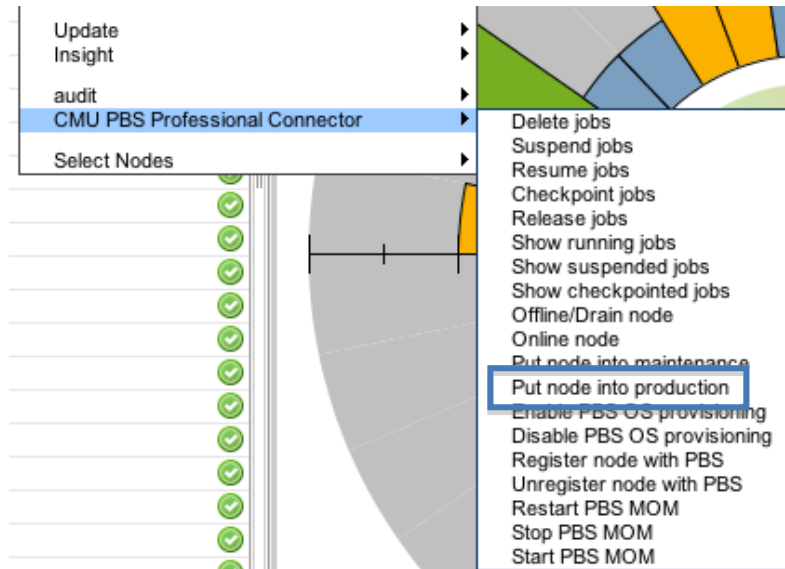 Update
Insight
audit
CMU PBS Professional Connector
Select Nodes
Delete jobs
Suspend jobs
Resume jobs
Checkpoint jobs
Release jobs
Show running jobs
Show suspended jobs
Show checkpointed jobs
Offline/Drain node
Online node
Put node into maintenance
Put node into production
Enable PBS OS provisioning
Disable PBS OS provisioning
Register node with PBS
Unregister node with PBS
Restart PBS MOM
Stop PBS MOM
Start PBS MOM